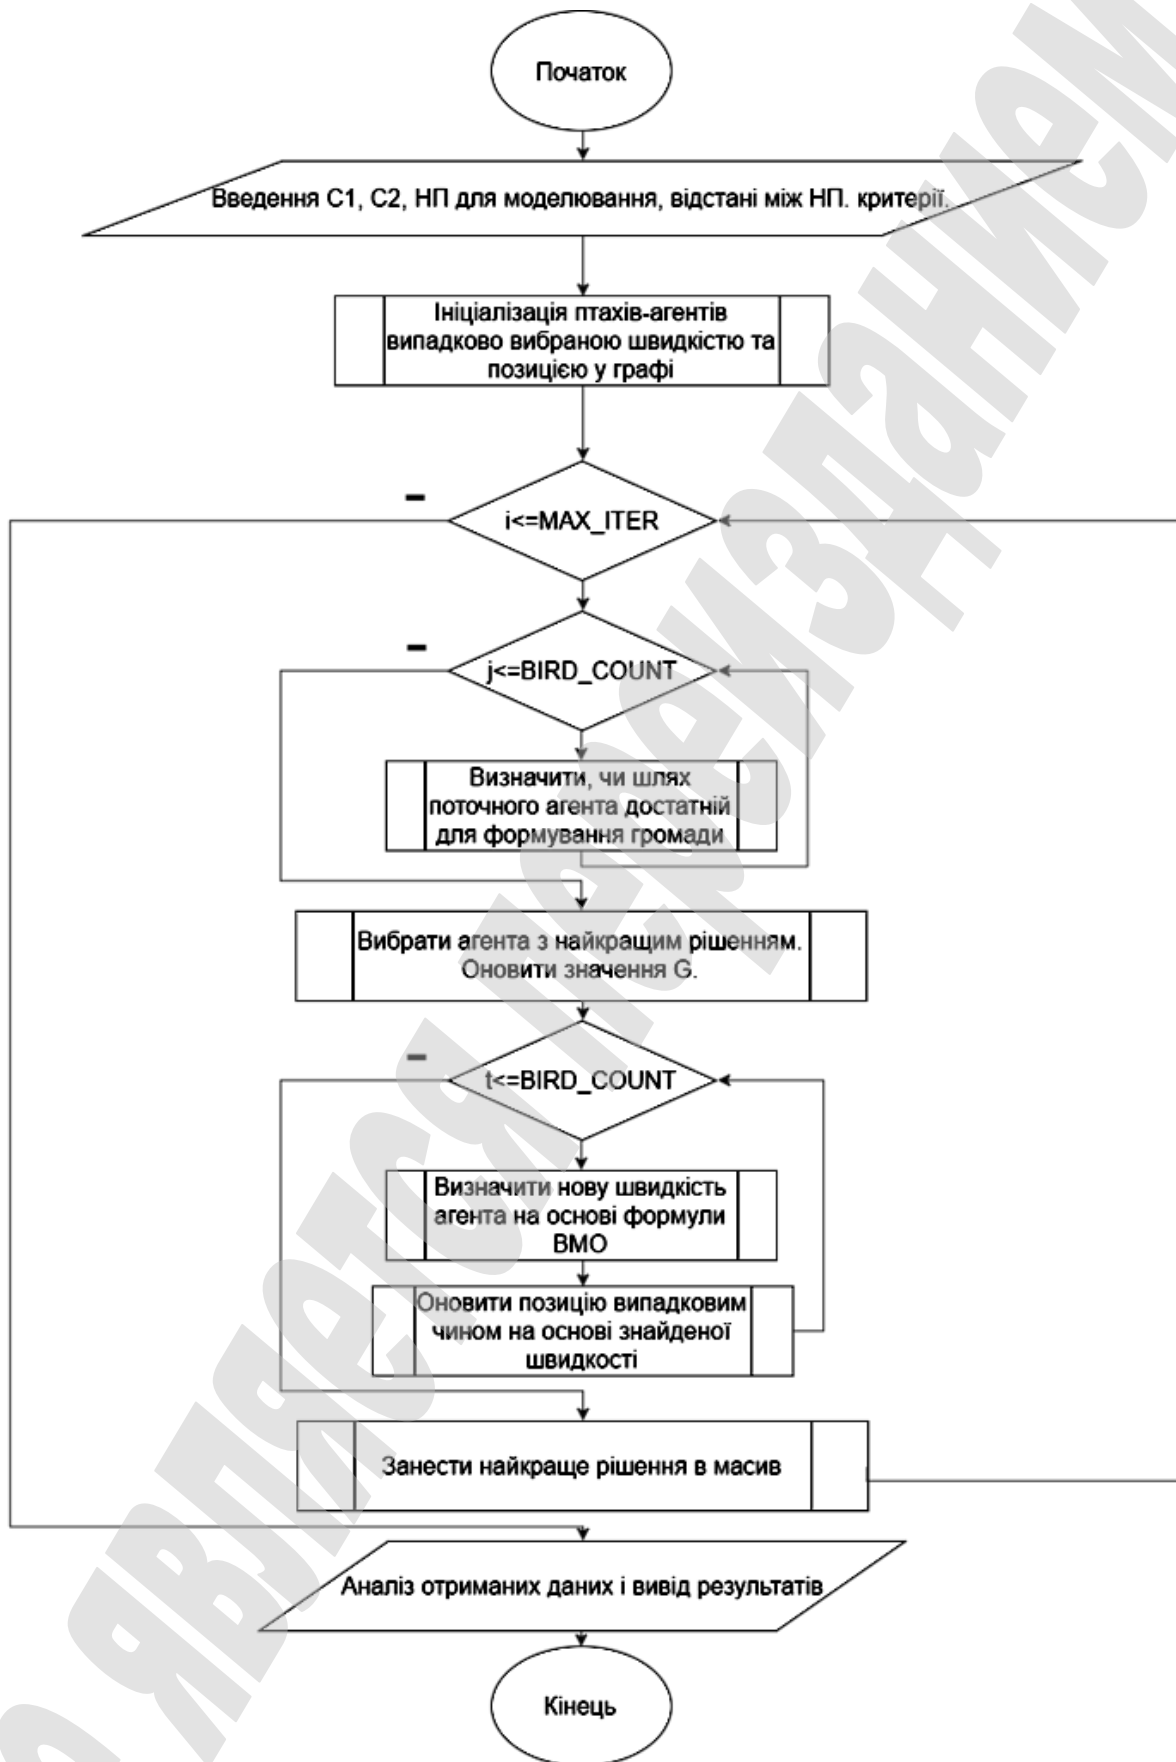 Початок
Введення С1, С2, НП для моделювання, відстані між НП. критерії.
Ініціалізація птахів-агентів
випадково вибраною швидкістю та
позицією у графі
–
i<=MAX_ITER
–
j<=BIRD_COUNT
Визначити, чи шлях
поточного агента достатній
для формування громади
Вибрати агента з найкращим рішенням.
Оновити значення G.
–
t<=BIRD_COUNT
Визначити нову швидкість
агента на основі формули
ВМО
Оновити позицію випадковим
чином на основі знайденої
швидкості
Занести найкраще рішення в масив
Аналіз отриманих даних і вивід результатів
Кінець
является переизданием